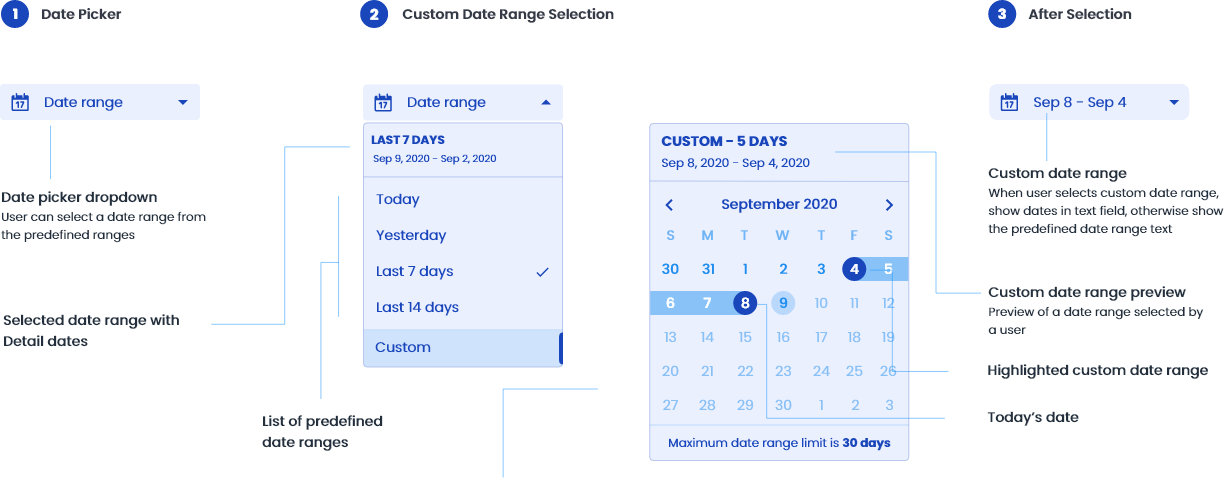 1 Date Picker
2 Custom Date Range Selection
3 After Selection
17 Date range
Date picker dropdown
User can select a date range from
the predefined ranges
Selected date range with
Detail dates
17 Date range
LAST 7 DAYS
Sep 9, 2020 - Sep 2, 2020
Today
Yesterday
Last 7 days
Last 14 days
Custom
List of predefined
date ranges
CUSTOM - 5 DAYS
Sep 8, 2020 - Sep 4, 2020
September 2020
S M T W T F S
30 31 1 2 3 4 5
6 7 8 9 10 11 12
13 14 15 16 17 18 19
20 21 22 23 24 25 26
27 28 29 30 1 2 3
Maximum date range limit is 30 days
17 Sep 8 - Sep 4
Custom date range
When user selects custom date range,
show dates in text field, otherwise show
the predefined date range text
Custom date range preview
Preview of a date range selected by
a user
Highlighted custom date range
Today's date